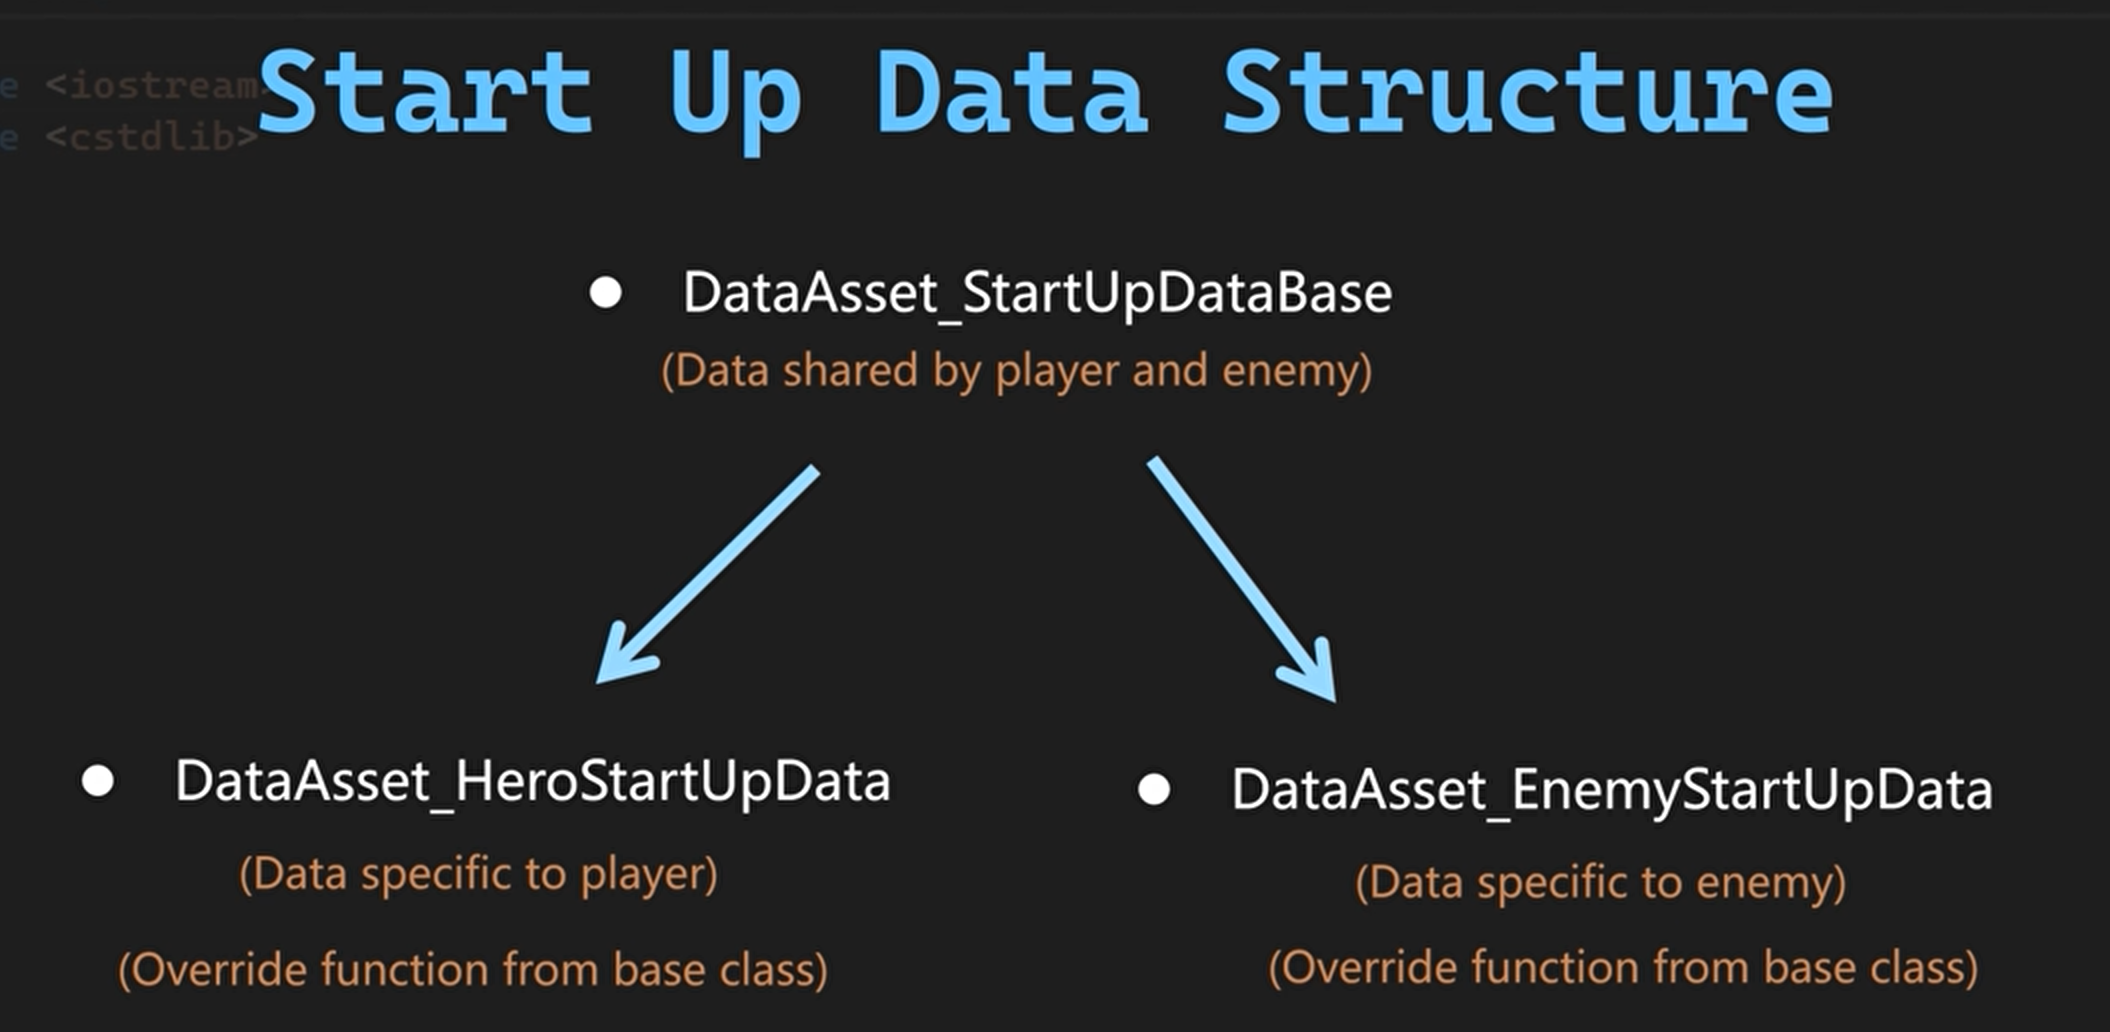 Start Up Data Structure
e <iostream>
e <cstdlib>
● DataAsset_StartUpDataBase
(Data shared by player and enemy)
● DataAsset_HeroStartUpData
(Data specific to player)
(Override function from base class)
● DataAsset_EnemyStartUpData
(Data specific to enemy)
(Override function from base class)